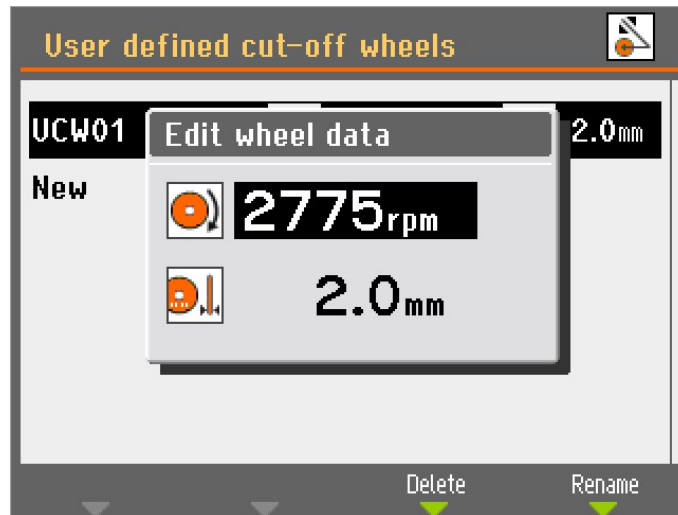 User defined cut-off wheels
UCW01 2.0mm
Edit wheel data
New
2775rpm
2.0mm
Delete Rename